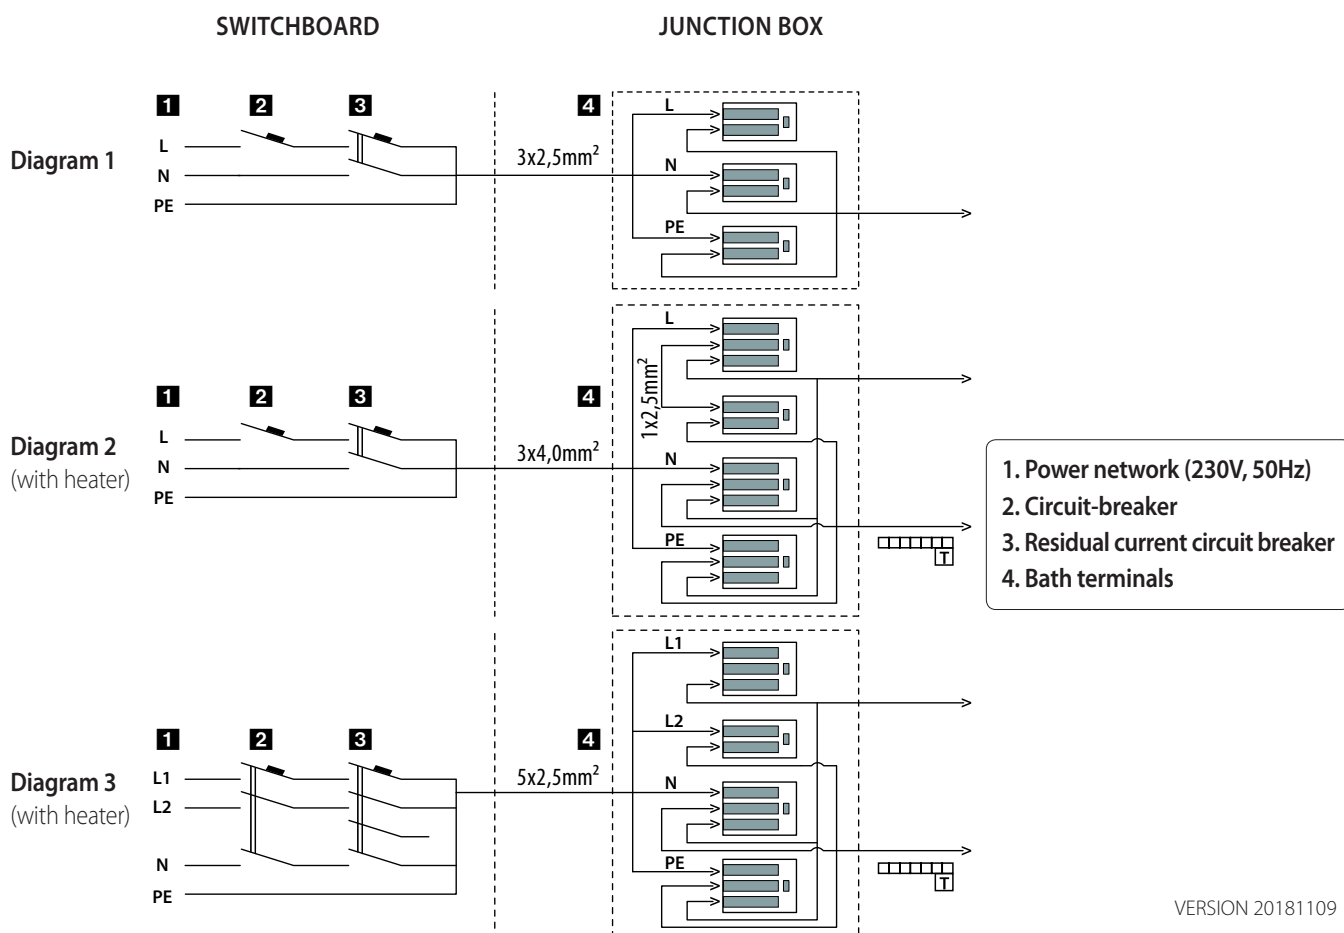 SWITCHBOARD JUNCTION BOX
1 2 3 4
L
N
PE
Diagram 1
3x2,5mm²
L
N
PE
1 2 3 4
L
N
PE
Diagram 2
(with heater)
3x4,0mm²
L
1x2,5mm²
N
PE
T
1. Power network (230V, 50Hz)
2. Circuit-breaker
3. Residual current circuit breaker
4. Bath terminals
1 2 3 4
L1
L2
N
PE
Diagram 3
(with heater)
5x2,5mm²
L1
L2
N
PE
T
VERSION 20181109